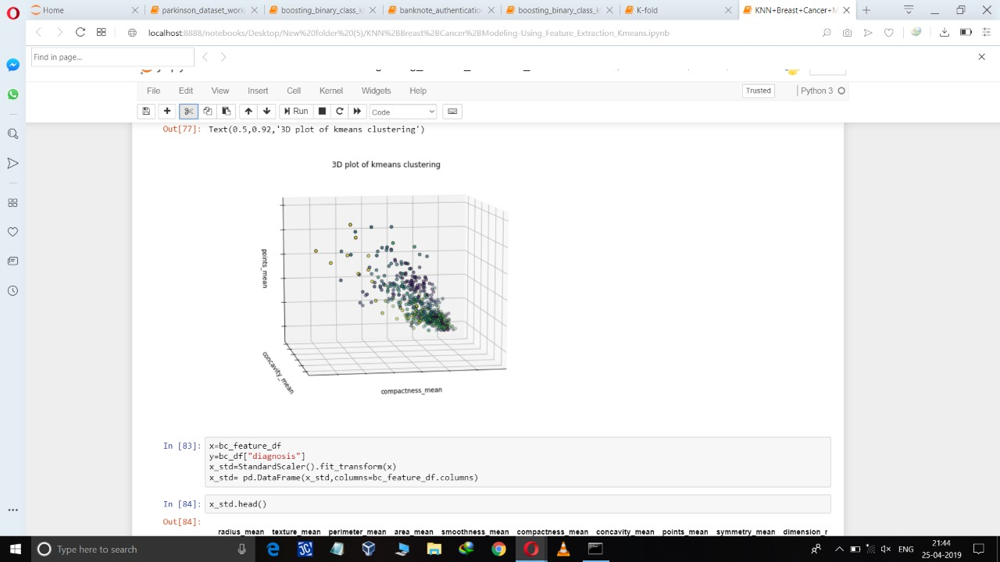 Home
parkinson_dataset_work
boosting_binary_class_k
banknote_authentication
boosting_binary_class_k
K-fold
KNN+Breast+Cancer+M
localhost:8888/notebooks/Desktop/New%20folder%20(5)/KNN%2BBreast%2BCancer%2BModeling-Using_Feature_Extraction_Kmeans.ipynb
Find in page...
File Edit View Insert Cell Kernel Widgets Help Trusted Python 3
Run Code
Out[77]: Text(0.5,0.92,'3D plot of kmeans clustering')
3D plot of kmeans clustering
points_mean
concavity_mean
compactness_mean
In [83]: x=bc_feature_df
y=bc_df["diagnosis"]
x_std=StandardScaler().fit_transform(x)
x_std= pd.DataFrame(x_std,columns=bc_feature_df.columns)
In [84]: x_std.head()
Out[84]:
radius_mean texture_mean perimeter_mean area_mean smoothness_mean compactness_mean concavity_mean points_mean symmetry_mean dimension_r
Type here to search
ENG
21:44
25-04-2019